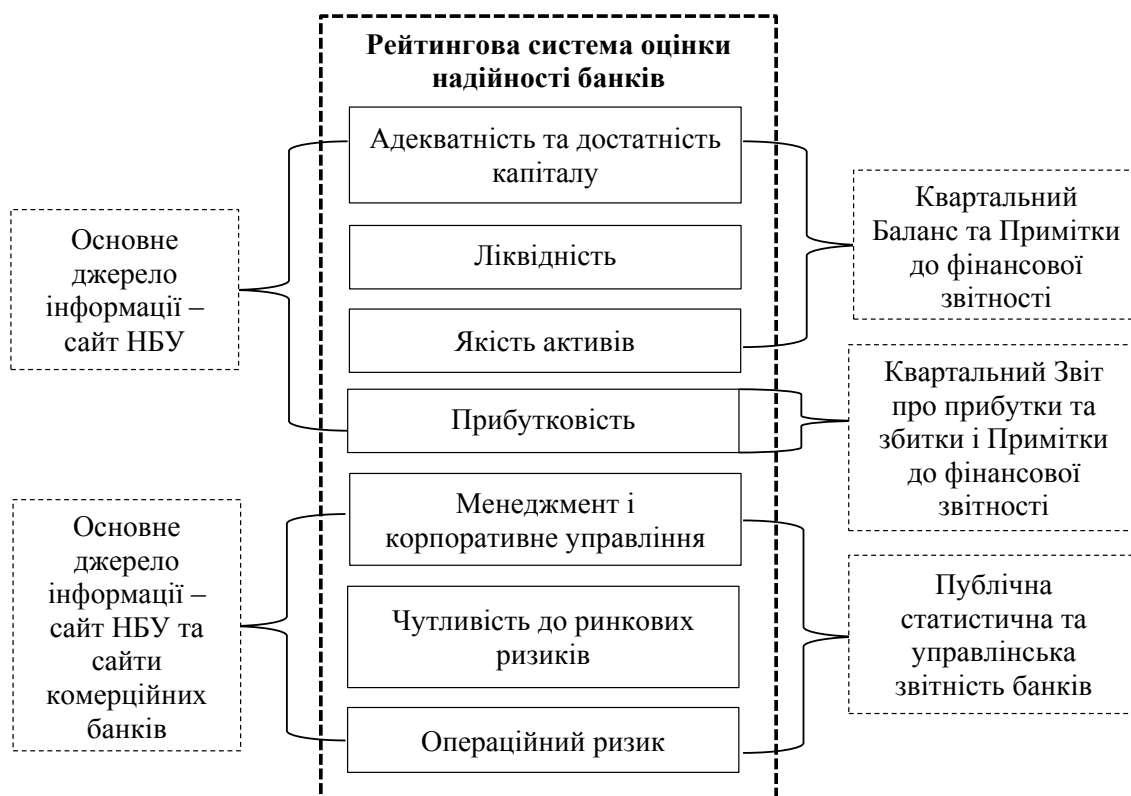 Рейтингова система оцінки
надійності банків
Адекватність та достатність
капіталу
Ліквідність
Якість активів
Прибутковість
Менеджмент і
корпоративне управління
Чутливість до ринкових
ризиків
Операційний ризик
Основне
джерело
інформації –
сайт НБУ
Основне
джерело
інформації –
сайт НБУ та
сайти
комерційних
банків
Квартальний
Баланс та Примітки
до фінансової
звітності
Квартальний Звіт
про прибутки та
збитки і Примітки
до фінансової
звітності
Публічна
статистична та
управлінська
звітність банків